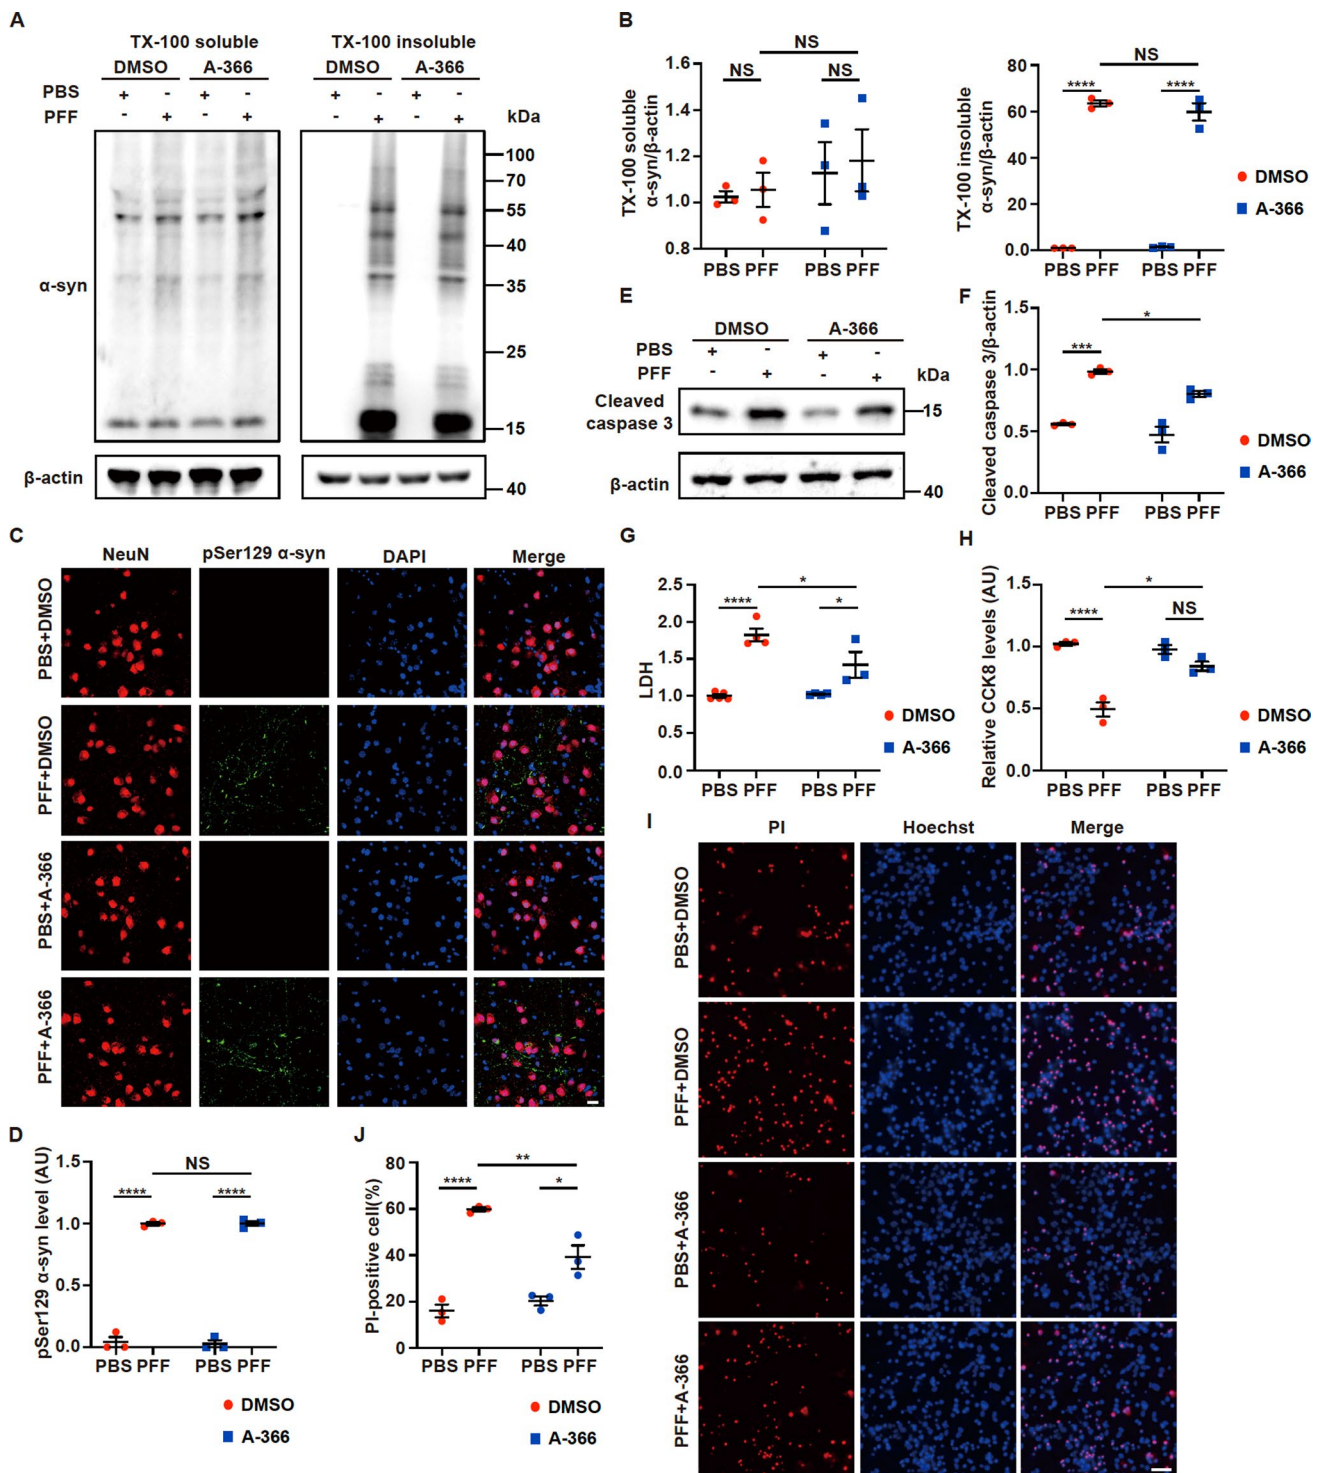 A
TX-100 soluble
TX-100 insoluble
DMSO A-366 DMSO A-366
PBS + - + - + - + -
PFF - + - + - + - + kDa
100
70
55
40
35
25
15
α-syn
β-actin
40
B
NS
NS NS
1.6
1.4
1.2
1.0
0.8
TX-100 soluble
α-syn/β-actin
PBS PFF PBS PFF
NS
**** ****
80
60
40
20
0.0
TX-100 insoluble
α-syn/β-actin
PBS PFF PBS PFF
DMSO
A-366
E
DMSO A-366
PBS + - + -
PFF - + - + kDa
Cleaved
caspase 3
15
β-actin
40
F
*
***
1.5
1.0
0.5
0.0
Cleaved caspase 3/β-actin
PBS PFF PBS PFF
DMSO
A-366
C
NeuN pSer129 α-syn DAPI Merge
PBS+DMSO
PFF+DMSO
PBS+A-366
PFF+A-366
G
*
**** *
2.5
2.0
1.5
1.0
0.5
0.0
LDH
PBS PFF PBS PFF
DMSO
A-366
H
*
**** NS
1.5
1.0
0.5
0.0
Relative CCK8 levels (AU)
PBS PFF PBS PFF
DMSO
A-366
I
PI Hoechst Merge
PBS+DMSO
PFF+DMSO
PBS+A-366
PFF+A-366
D
NS
**** ****
1.5
1.0
0.5
0.0
pSer129 α-syn level (AU)
PBS PFF PBS PFF
DMSO
A-366
J
**
**** *
80
60
40
20
0
PI-positive cell(%)
PBS PFF PBS PFF
DMSO
A-366